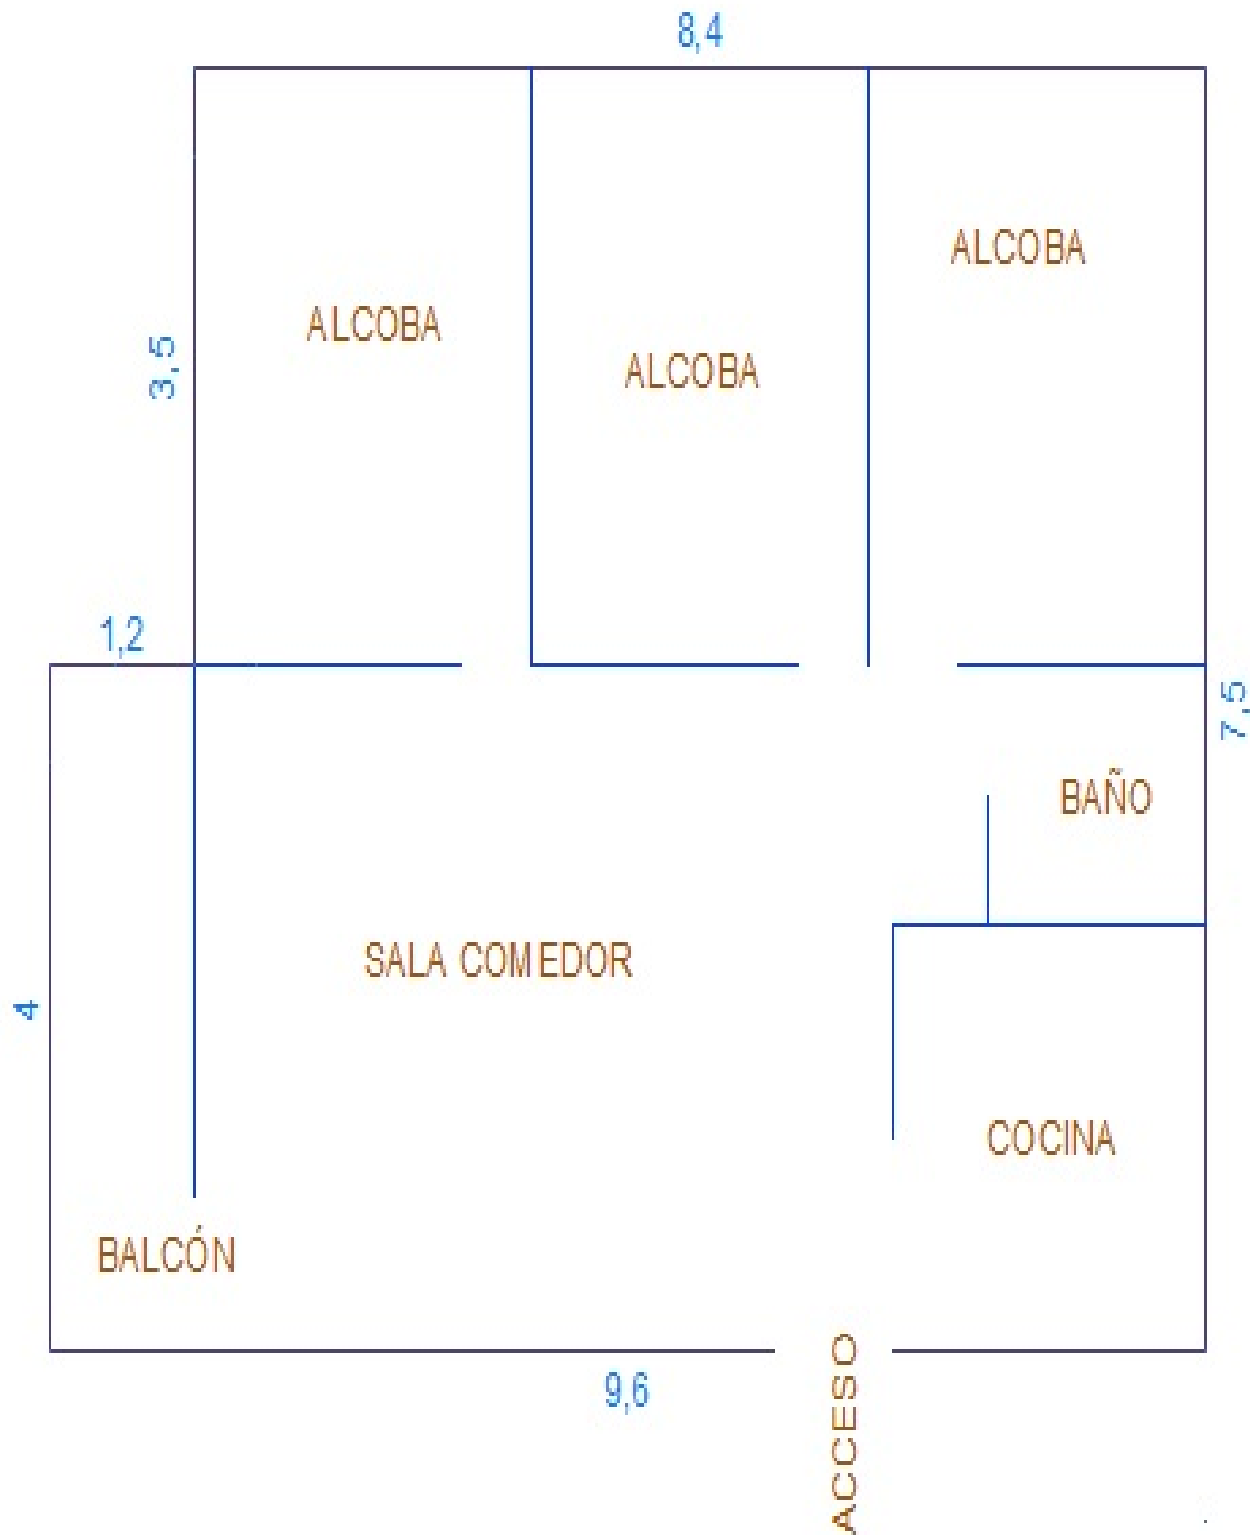 8,4
ALCOBA
ALCOBA
ALCOBA
3,5
1,2
7,5
BAÑO
SALA COMEDOR
4
COCINA
BALCÓN
ACCESO
9,6